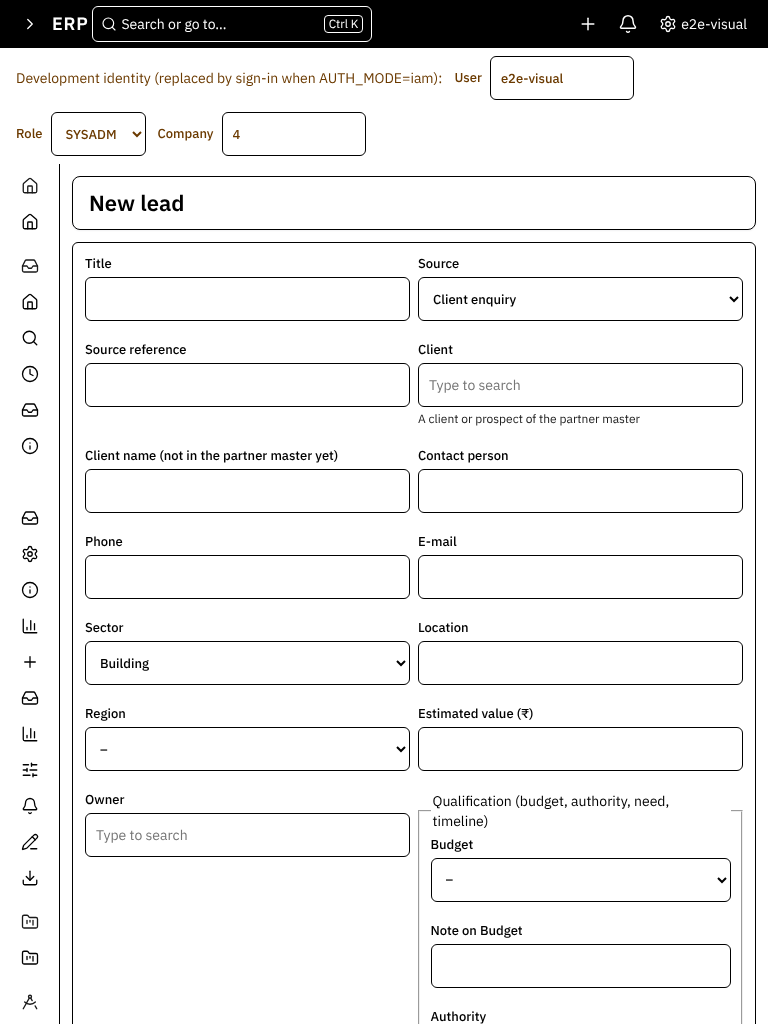 ERP
Search or go to...
Ctrl K
e2e-visual
Development identity (replaced by sign-in when AUTH_MODE=iam):
User
e2e-visual
Role
SYSADM
Company
4
New lead
Title
Source
Client enquiry
Source reference
Client
Type to search
A client or prospect of the partner master
Client name (not in the partner master yet)
Contact person
Phone
E-mail
Sector
Building
Location
Region
–
Estimated value (₹)
Owner
Type to search
Qualification (budget, authority, need,
timeline)
Budget
–
Note on Budget
Authority